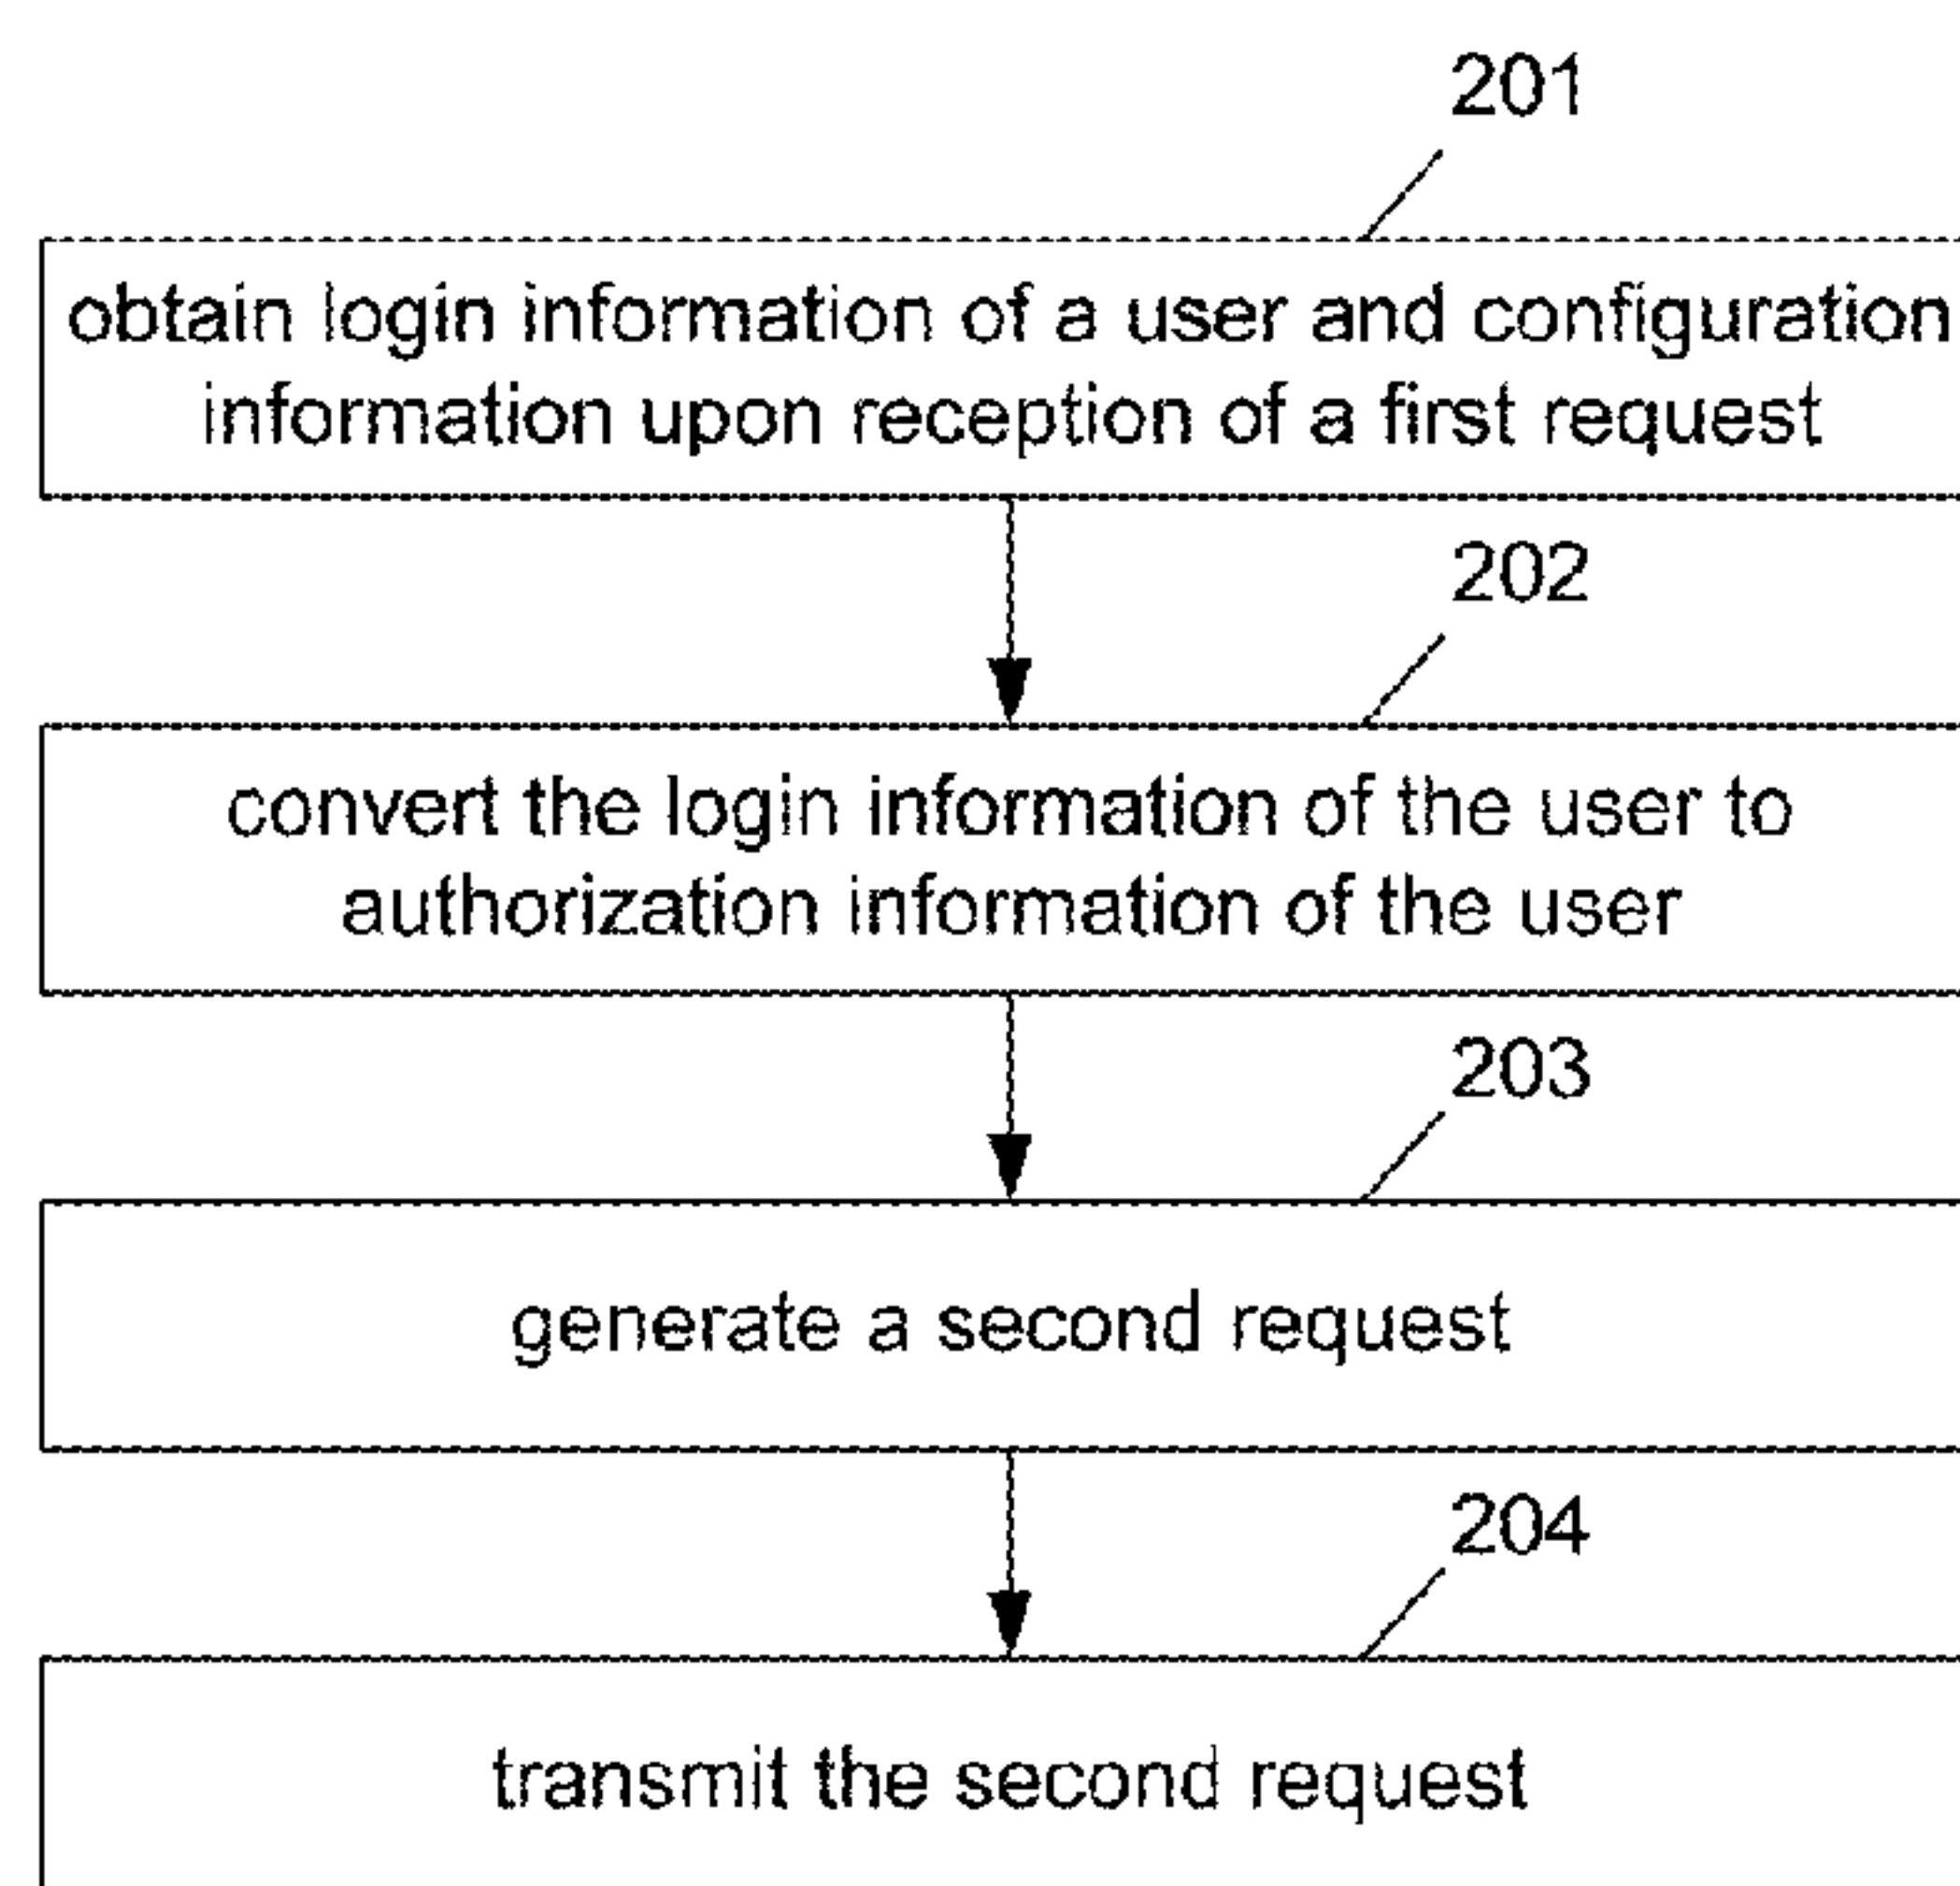 201
obtain login information of a user and configuration
information upon reception of a first request
202
convert the login information of the user to
authorization information of the user
203
generate a second request
204
transmit the second request